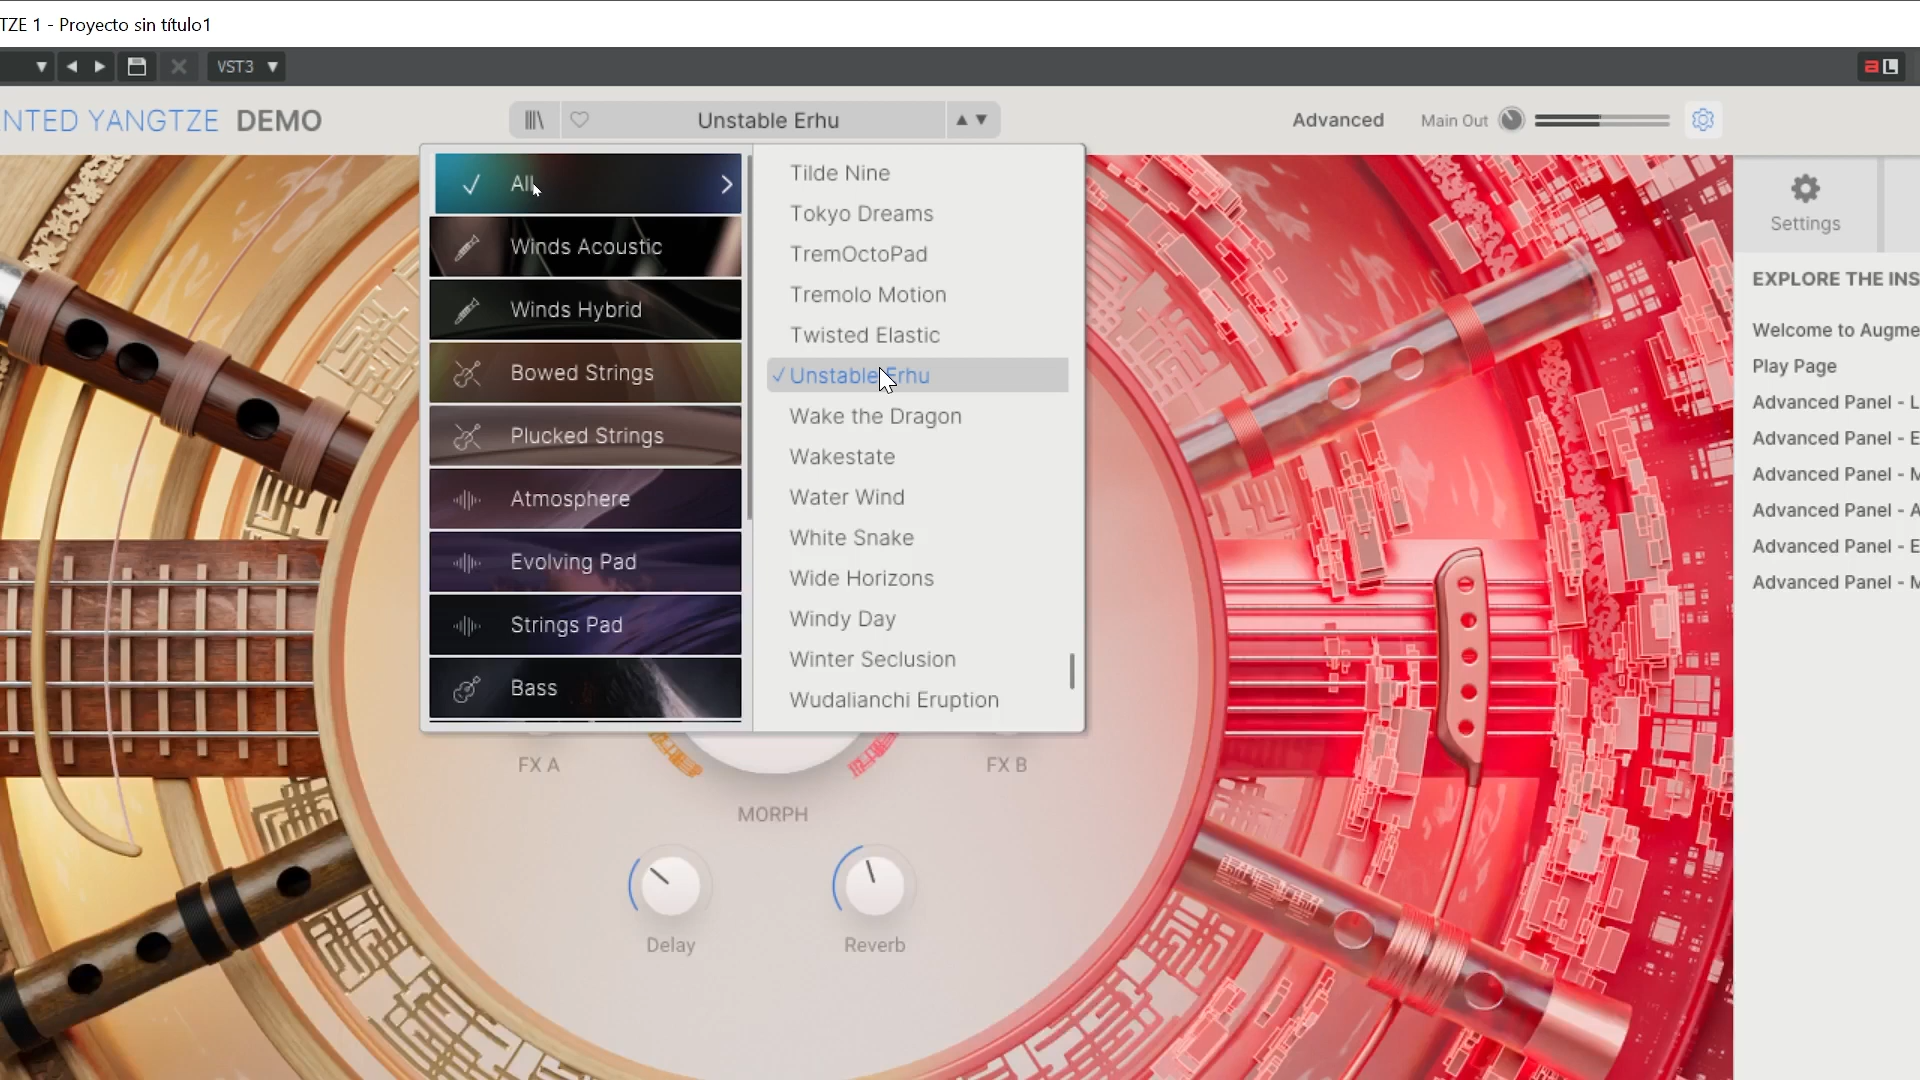 TZE 1 - Proyecto sin título1
VST3
NTED YANGTZE DEMO
Unstable Erhu
Advanced
Main Out
All
Winds Acoustic
Winds Hybrid
Bowed Strings
Plucked Strings
Atmosphere
Evolving Pad
Strings Pad
Bass
Tilde Nine
Tokyo Dreams
TremOctoPad
Tremolo Motion
Twisted Elastic
Unstable Erhu
Wake the Dragon
Wakestate
Water Wind
White Snake
Wide Horizons
Windy Day
Winter Seclusion
Wudalianchi Eruption
FX A
FX B
MORPH
Delay
Reverb
Settings
EXPLORE THE INS
Welcome to Augme
Play Page
Advanced Panel - L
Advanced Panel - E
Advanced Panel - M
Advanced Panel - A
Advanced Panel - E
Advanced Panel - M